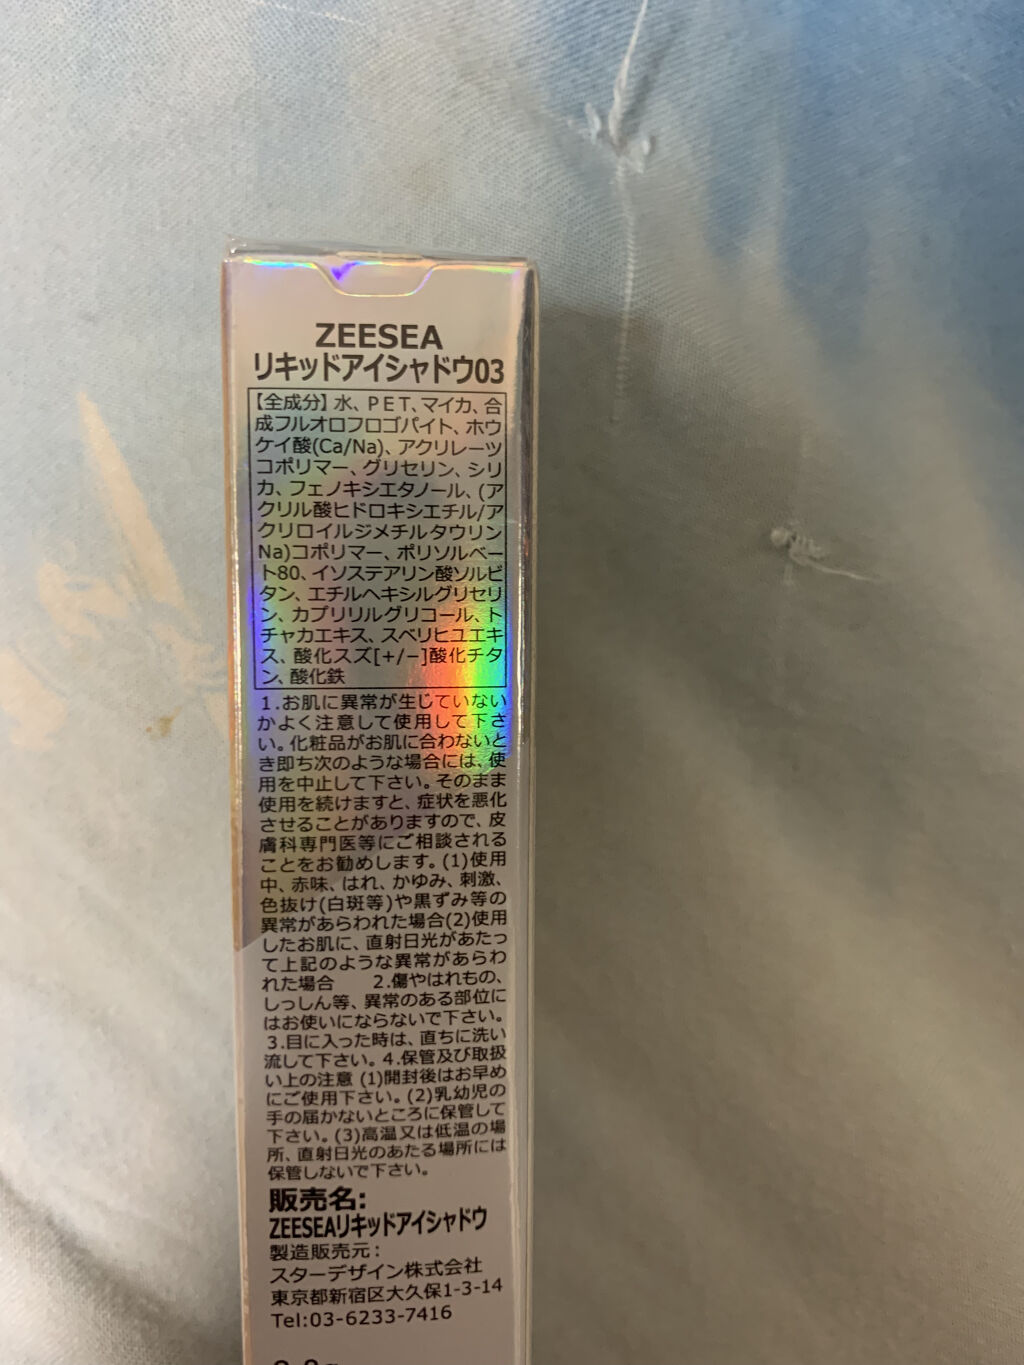 ZEESEA
リキッドアイシャドウ03
【全成分】水、PET、マイカ、合
成フルオロフロゴパイト、ホウ
ケイ酸(Ca/Na)、アクリレーツ
コポリマー、グリセリン、シリ
カ、フェノキシエタノール、(ア
クリル酸ヒドロキシエチル/ア
クリロイルジメチルタウリン
Na)コポリマー、ポリソルベー
ト80、イソステアリン酸ソルビ
タン、エチルヘキシルグリセリ
ン、カプリリルグリコール、ト
チャカエキス、スベリヒユエキ
ス、酸化スズ[+/−]酸化チタ
ン、酸化鉄
1.お肌に異常が生じていない
かよく注意して使用して下さ
い。化粧品がお肌に合わないと
き即ち次のような場合には、使
用を中止して下さい。そのまま
使用を続けますと、症状を悪化
させることがありますので、皮
膚科専門医等にご相談される
ことをお勧めします。(1)使用
中、赤味、はれ、かゆみ、刺激、
色抜け(白斑等)や黒ずみ等の
異常があらわれた場合(2)使用
したお肌に、直射日光があたっ
て上記のような異常があらわ
れた場合 2.傷やはれもの、
しっしん等、異常のある部位に
はお使いにならないで下さい。
3.目に入った時は、直ちに洗い
流して下さい。4.保管及び取扱
い上の注意 (1)開封後はお早め
にご使用下さい。(2)乳幼児の
手の届かないところに保管して
下さい。(3)高温又は低温の場
所、直射日光のあたる場所には
保管しないで下さい。
販売名:
ZEESEAリキッドアイシャドウ
製造販売元:
スターデザイン株式会社
東京都新宿区大久保1-3-14
Tel:03-6233-7416